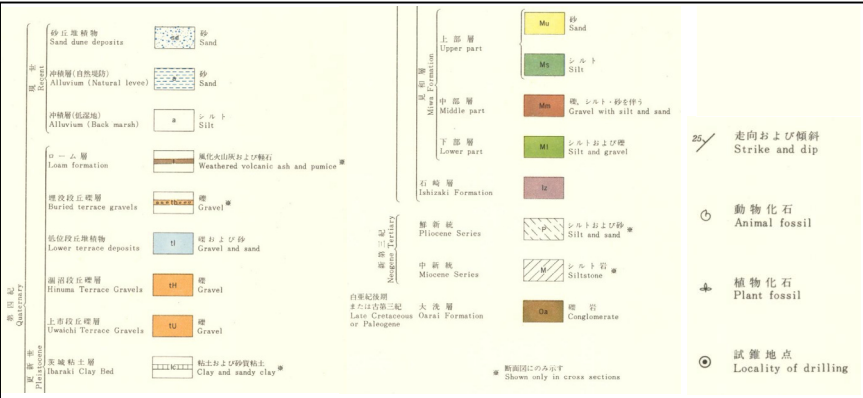 第四紀
Quaternary
現世
Recent
砂丘堆積物
Sand dune deposits
sd
砂
Sand
冲積層(自然堤防)
Alluvium (Natural levee)
a
砂
Sand
冲積層(低湿地)
Alluvium (Back marsh)
a
シルト
Silt
更新世
Pleistocene
ローム層
Loam formation
l
風化火山灰および軽石
Weathered volcanic ash and pumice ※
埋没段丘礫層
Buried terrace gravels
礫
Gravel ※
低位段丘堆積物
Lower terrace deposits
tl
礫および砂
Gravel and sand
涸沼段丘礫層
Hinuma Terrace Gravels
tH
礫
Gravel
上市段丘礫層
Uwaichi Terrace Gravels
tU
礫
Gravel
茨城粘土層
Ibaraki Clay Bed
Ic
粘土および砂質粘土
Clay and sandy clay ※
見和層
Miwa Formation
上部層
Upper part
Mu
砂
Sand
Ms
シルト
Silt
中部層
Middle part
Mm
礫,シルト・砂を伴う
Gravel with silt and sand
下部層
Lower part
Ml
シルトおよび礫
Silt and gravel
石崎層
Ishizaki Formation
Iz
新第三紀
Neogene Tertiary
鮮新統
Pliocene Series
P
シルトおよび砂
Silt and sand ※
中新統
Miocene Series
M
シルト岩
Siltstone ※
白亜紀後期
または古第三紀
Late Cretaceous
or Paleogene
大洗層
Oarai Formation
Oa
礫岩
Conglomerate
※ 断面図にのみ示す
Shown only in cross sections
25
走向および傾斜
Strike and dip
動物化石
Animal fossil
植物化石
Plant fossil
試錐地点
Locality of drilling